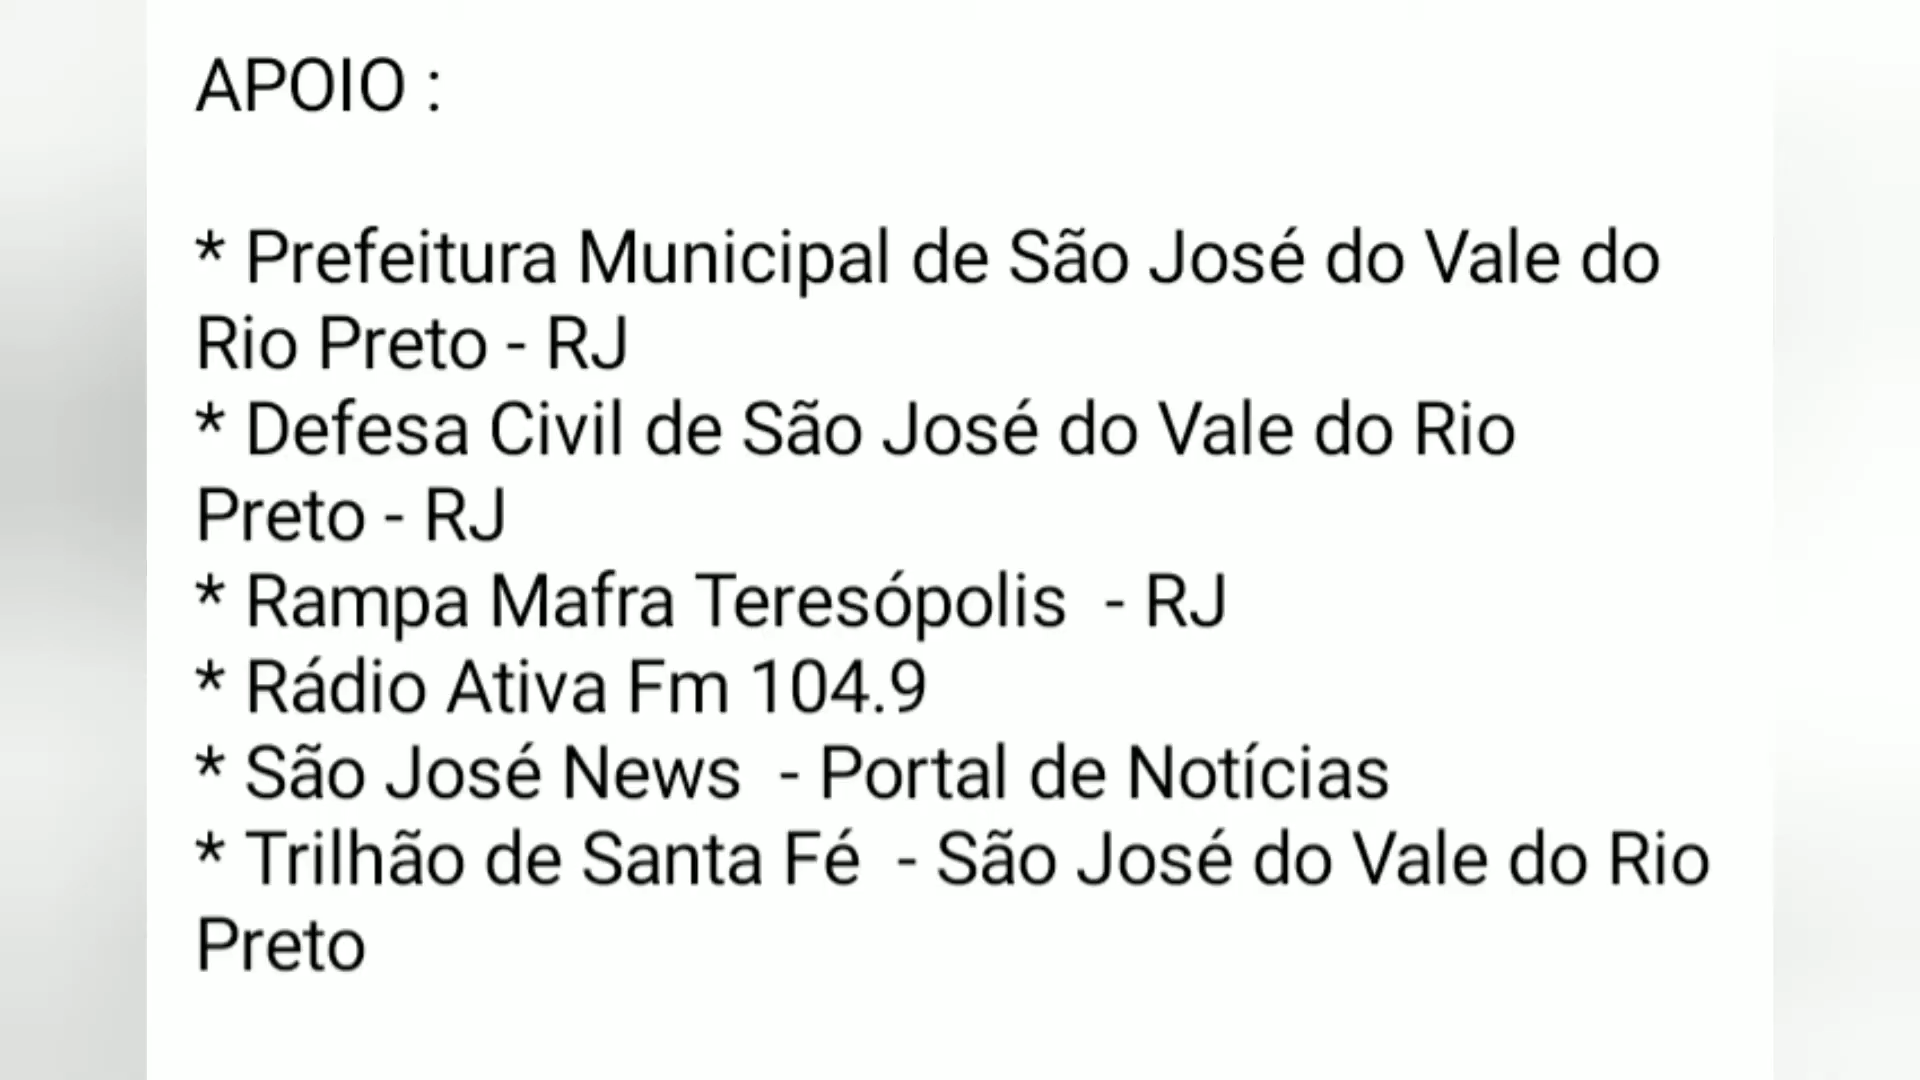 APOIO :
* Prefeitura Municipal de São José do Vale do
Rio Preto - RJ
* Defesa Civil de São José do Vale do Rio
Preto - RJ
* Rampa Mafra Teresópolis  - RJ
* Rádio Ativa Fm 104.9
* São José News  - Portal de Notícias
* Trilhão de Santa Fé  - São José do Vale do Rio
Preto